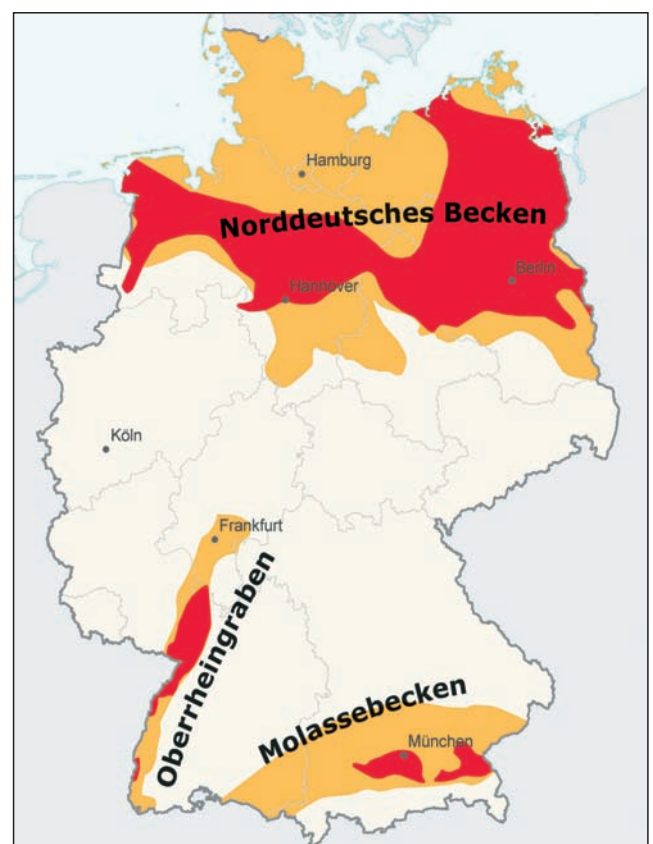 Hamburg
Norddeutsches Becken
Berlin
Hannover
Köln
Frankfurt
Oberrheingraben
Molassebecken
München